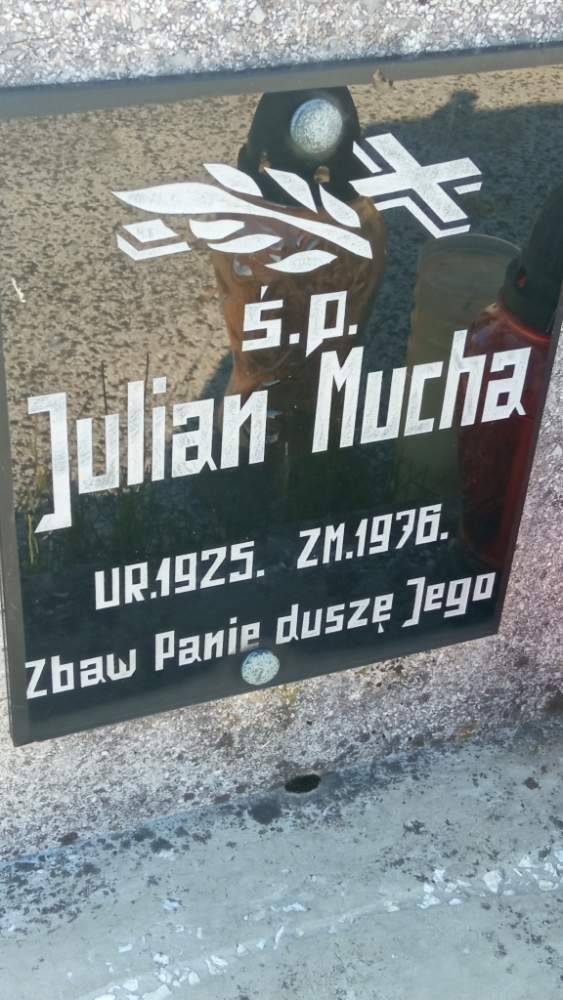 ś.p.
Julian Mucha
UR.1925. ZM.1976.
Zbaw Panie duszę Jego